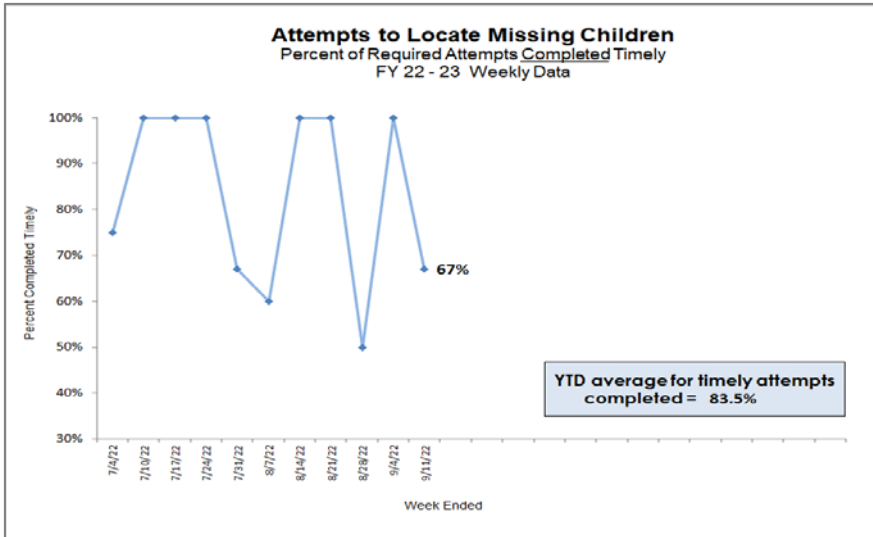 Attempts to Locate Missing Children
Percent of Required Attempts Completed Timely
FY 22 - 23 Weekly Data
Percent Completed Timely
100%
90%
80%
70%
60%
50%
40%
30%
67%
YTD average for timely attempts
completed = 83.5%
7/4/22
7/10/22
7/17/22
7/24/22
7/31/22
8/7/22
8/14/22
8/21/22
8/28/22
9/4/22
9/11/22
Week Ended